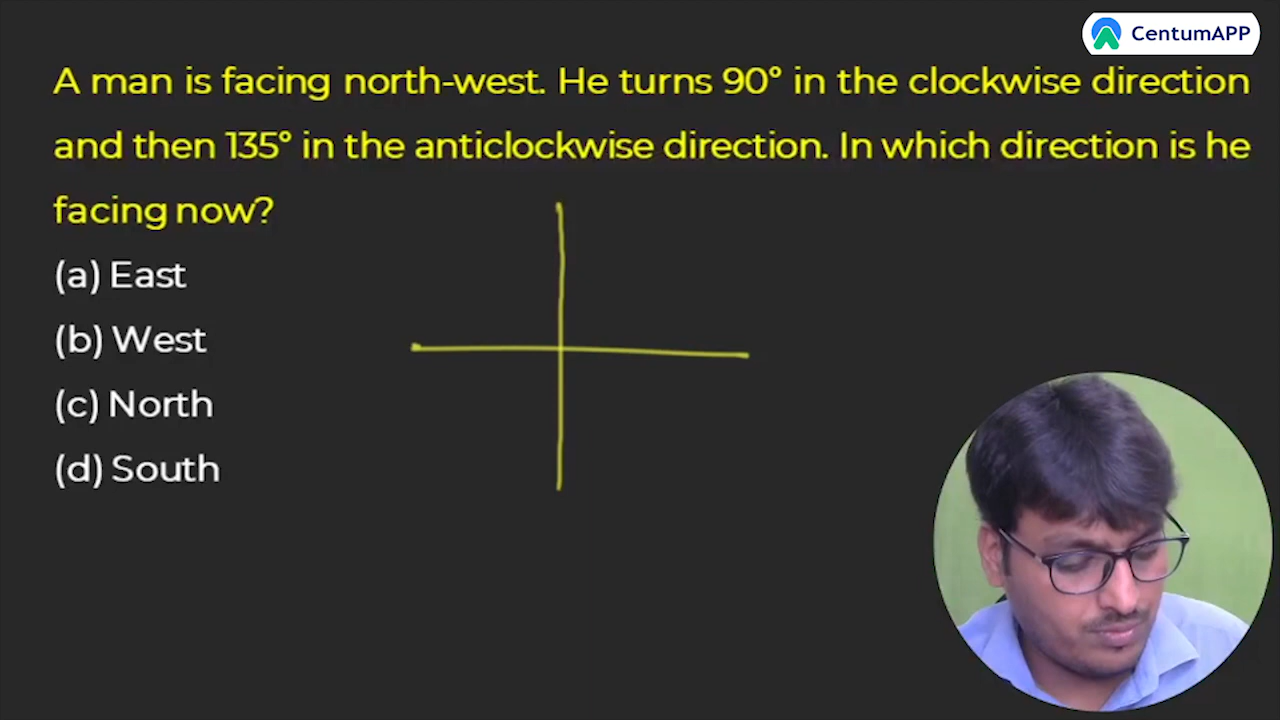 CentumAPP
A man is facing north-west. He turns 90° in the clockwise direction
and then 135° in the anticlockwise direction. In which direction is he
facing now?
(a) East
(b) West
(c) North
(d) South